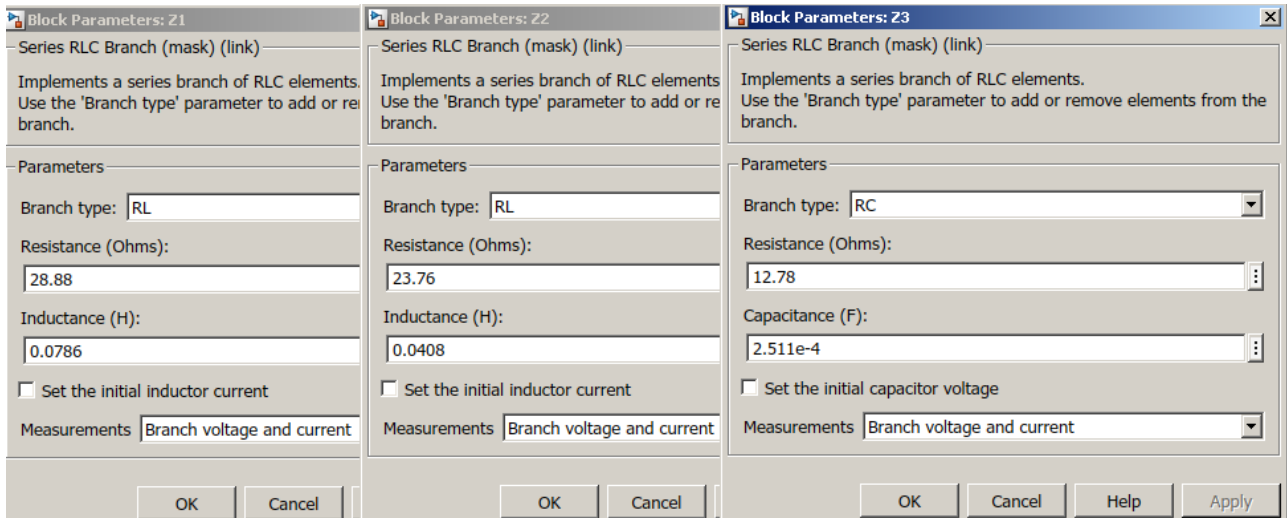 Block Parameters: Z1
Series RLC Branch (mask) (link)
Implements a series branch of RLC elements.
Use the 'Branch type' parameter to add or re
branch.
Parameters
Branch type: RL
Resistance (Ohms):
28.88
Inductance (H):
0.0786
Set the initial inductor current
Measurements Branch voltage and current
OK Cancel
Block Parameters: Z2
Series RLC Branch (mask) (link)
Implements a series branch of RLC elements
Use the 'Branch type' parameter to add or re
branch.
Parameters
Branch type: RL
Resistance (Ohms):
23.76
Inductance (H):
0.0408
Set the initial inductor current
Measurements Branch voltage and current
OK Cancel
Block Parameters: Z3
Series RLC Branch (mask) (link)
Implements a series branch of RLC elements.
Use the 'Branch type' parameter to add or remove elements from the
branch.
Parameters
Branch type: RC
Resistance (Ohms):
12.78
Capacitance (F):
2.511e-4
Set the initial capacitor voltage
Measurements Branch voltage and current
OK Cancel Help Apply